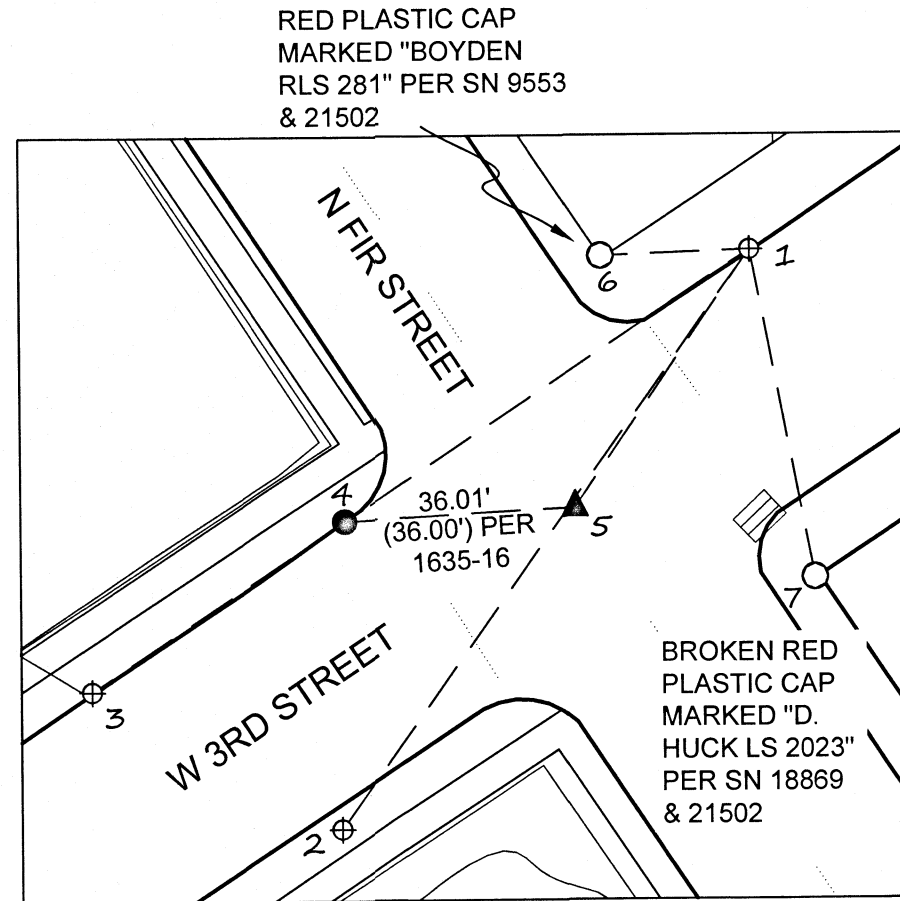 RED PLASTIC CAP
MARKED "BOYDEN
RLS 281" PER SN 9553
& 21502
N FIR STREET
6
1
4
36.01'
(36.00') PER
1635-16
5
7
3
W 3RD STREET
2
BROKEN RED
PLASTIC CAP
MARKED "D.
HUCK LS 2023"
PER SN 18869
& 21502